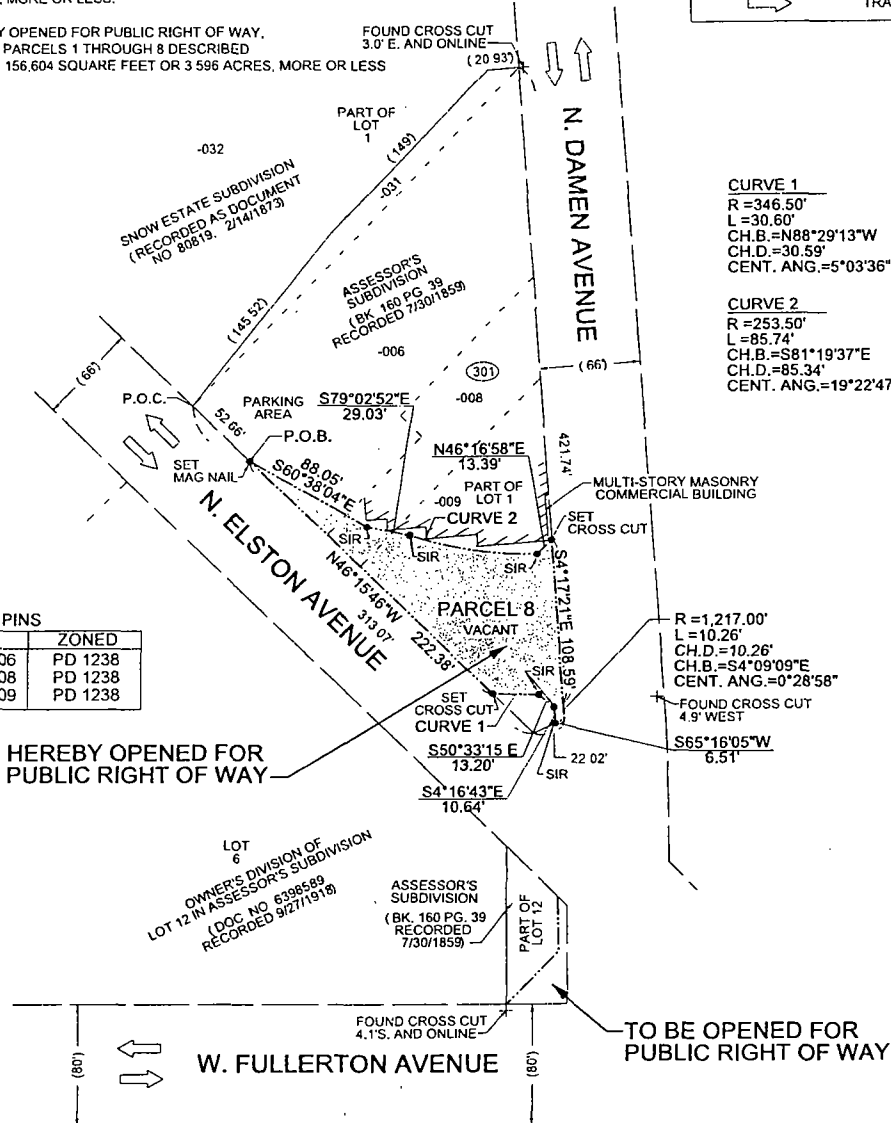 , MORE OR LESS.
Y OPENED FOR PUBLIC RIGHT OF WAY,
PARCELS 1 THROUGH 8 DESCRIBED
156,604 SQUARE FEET OR 3 596 ACRES, MORE OR LESS
TRA
FOUND CROSS CUT
3.0' E. AND ONLINE
(20 93')
PART OF
LOT
1
-032
(149')
-031
SNOW ESTATE SUBDIVISION
(RECORDED AS DOCUMENT
NO 80819, 2/14/1873)
N. DAMEN AVENUE
CURVE 1
R =346.50'
L =30.60'
CH.B.=N88°29'13"W
CH.D.=30.59'
CENT. ANG.=5°03'36"
CURVE 2
R =253.50'
L =85.74'
CH.B.=S81°19'37"E
CH.D.=85.34'
CENT. ANG.=19°22'47
ASSESSOR'S
SUBDIVISION
(BK 160 PG 39
RECORDED 7/30/1859)
(145 52')
-006
301
-008
(66')
(66')
P.O.C.
52.66'
PARKING
AREA
P.O.B.
S79°02'52"E
29.03'
SET
MAG NAIL
88.05'
S60°38'04"E
N46°16'58"E
13.39'
421.74'
PART OF
LOT 1
-009
CURVE 2
MULTI-STORY MASONRY
COMMERCIAL BUILDING
SET
CROSS CUT
SIR
SIR
SIR
N. ELSTON AVENUE
N46°15'46"W
313 07'
222.38'
PARCEL 8
VACANT
S4°17'21"E 108.59'
R =1,217.00'
L =10.26'
CH.D.=10.26'
CH.B.=S4°09'09"E
CENT. ANG.=0°28'58"
PINS
ZONED
06 PD 1238
08 PD 1238
09 PD 1238
SIR
SET
CROSS CUT
CURVE 1
FOUND CROSS CUT
4.9' WEST
HEREBY OPENED FOR
PUBLIC RIGHT OF WAY
S50°33'15 E
13.20'
22 02'
SIR
S65°16'05"W
6.51'
S4°16'43"E
10.64'
LOT
6
OWNER'S DIVISION OF
LOT 12 IN ASSESSOR'S SUBDIVISION
(DOC NO 6398589
RECORDED 9/27/1918)
ASSESSOR'S
SUBDIVISION
(BK. 160 PG. 39
RECORDED
7/30/1859)
PART OF
LOT 12
FOUND CROSS CUT
4.1'S. AND ONLINE
TO BE OPENED FOR
PUBLIC RIGHT OF WAY
(80')
W. FULLERTON AVENUE
(80')